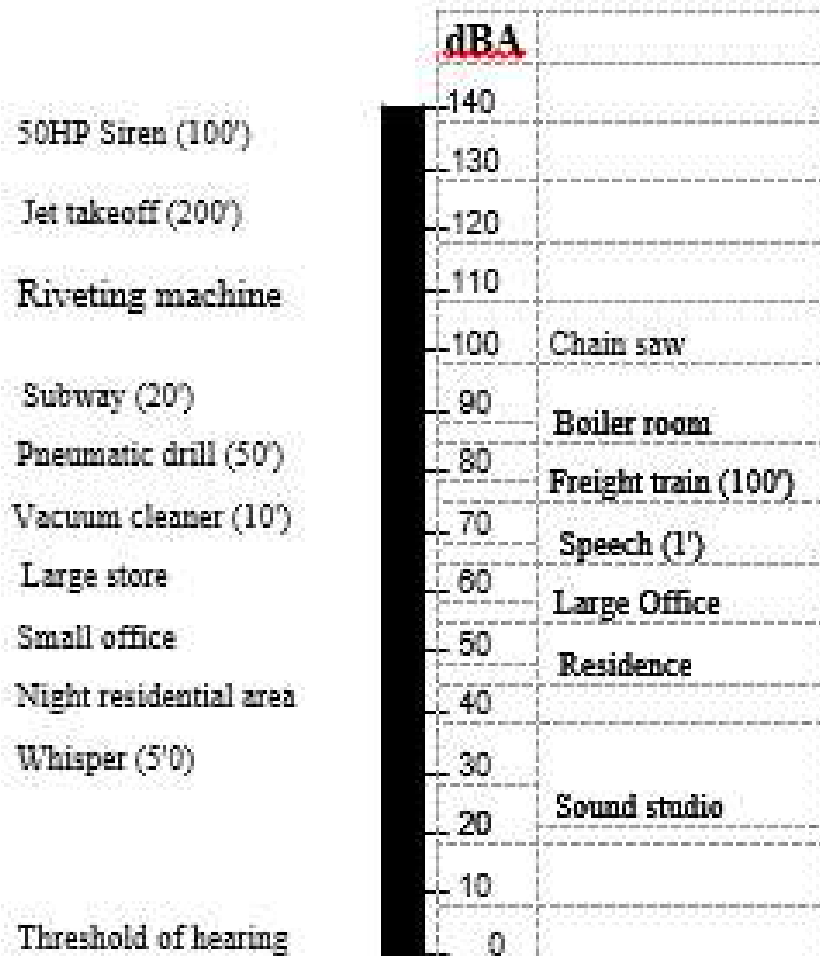 dBA
140
50HP Siren (100')
130
Jet takeoff (200')
120
Riveting machine
110
100 Chain saw
Subway (20')
90
Boiler room
Pneumatic drill (50')
80
Freight train (100')
Vacuum cleaner (10')
70
Speech (1')
Large store
60
Large Office
Small office
50
Residence
Night residential area
40
Whisper (5'0)
30
Sound studio
20
10
Threshold of hearing
0